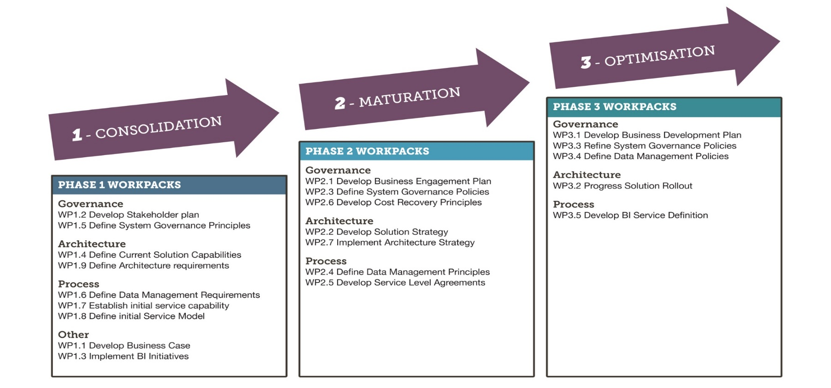 1 - CONSOLIDATION
PHASE 1 WORKPACKS
Governance
WP1.2 Develop Stakeholder plan
WP1.5 Define System Governance Principles
Architecture
WP1.4 Define Current Solution Capabilities
WP1.9 Define Architecture requirements
Process
WP1.6 Define Data Management Requirements
WP1.7 Establish initial service capability
WP1.8 Define initial Service Model
Other
WP1.1 Develop Business Case
WP1.3 Implement BI Initiatives
2 - MATURATION
PHASE 2 WORKPACKS
Governance
WP2.1 Develop Business Engagement Plan
WP2.3 Define System Governance Policies
WP2.6 Develop Cost Recovery Principles
Architecture
WP2.2 Develop Solution Strategy
WP2.7 Implement Architecture Strategy
Process
WP2.4 Define Data Management Principles
WP2.5 Develop Service Level Agreements
3 - OPTIMISATION
PHASE 3 WORKPACKS
Governance
WP3.1 Develop Business Development Plan
WP3.3 Refine System Governance Policies
WP3.4 Define Data Management Policies
Architecture
WP3.2 Progress Solution Rollout
Process
WP3.5 Develop BI Service Definition